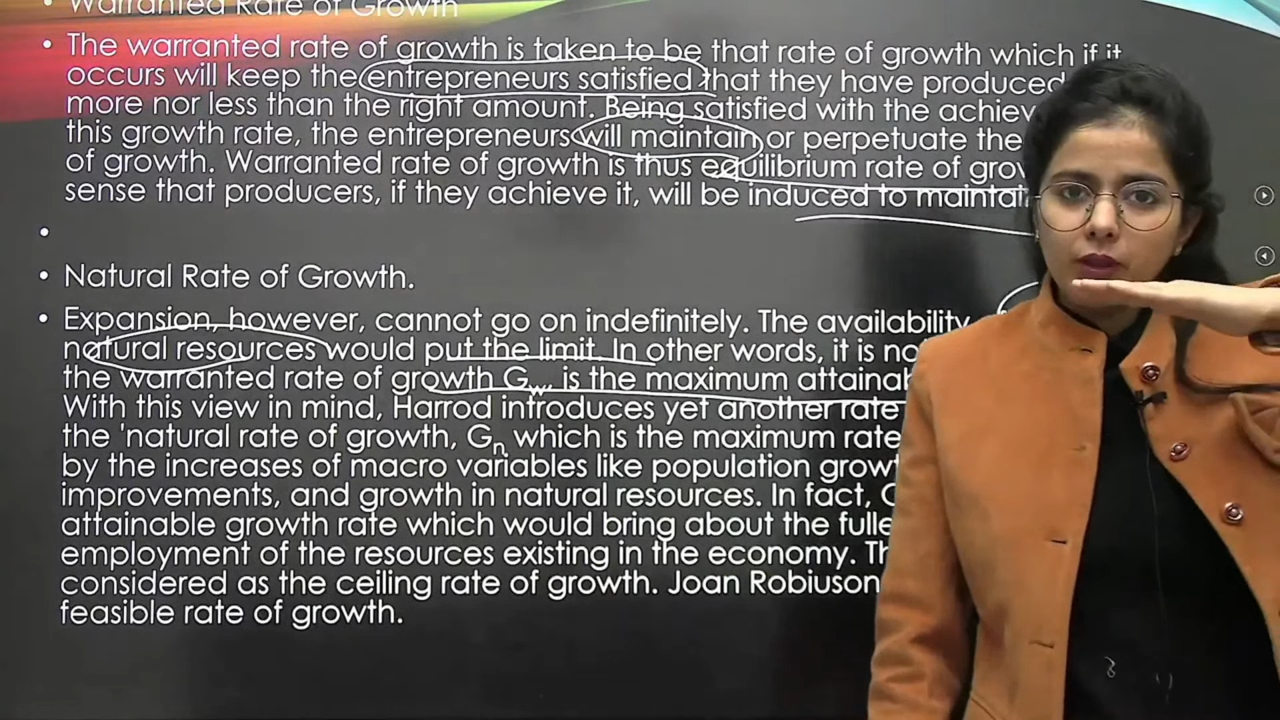 Warranted Rate of Growth
• The warranted rate of growth is taken to be that rate of growth which if it
occurs will keep the entrepreneurs satisfied that they have produced
more nor less than the right amount. Being satisfied with the achiev
this growth rate, the entrepreneurs will maintain or perpetuate the
of growth. Warranted rate of growth is thus equilibrium rate of grow
sense that producers, if they achieve it, will be induced to maintain
•
• Natural Rate of Growth.
• Expansion, however, cannot go on indefinitely. The availability
natural resources would put the limit. In other words, it is no
the warranted rate of growth Gw, is the maximum attainab
With this view in mind, Harrod introduces yet another rate
the 'natural rate of growth, Gn which is the maximum rate
by the increases of macro variables like population growt
improvements, and growth in natural resources. In fact, G
attainable growth rate which would bring about the fulle
employment of the resources existing in the economy. Th
considered as the ceiling rate of growth. Joan Robiuson
feasible rate of growth.